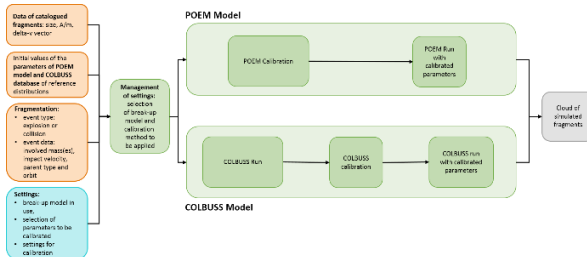 Data of catalogued
fragments: size, A/m,
delta-v vector
Initial values of the
parameters of POEM
model and COLBUSS
database of reference
distributions
Fragmentation:
• event type:
explosion or
collision
• event data:
involved mass(es),
impact velocity,
parent type and
orbit
Settings:
• break-up model in
use,
• selection of
parameters to be
calibrated
• settings for
calibration
Management
of settings:
selection
of break-up
model and
calibration
method to
be applied
POEM Model
POEM Calibration
POEM Run
with
calibrated
parameters
COLBUSS Run
COLBUSS
calibration
COLBUSS run
with calibrated
parameters
COLBUSS Model
Cloud of
simulated
fragments